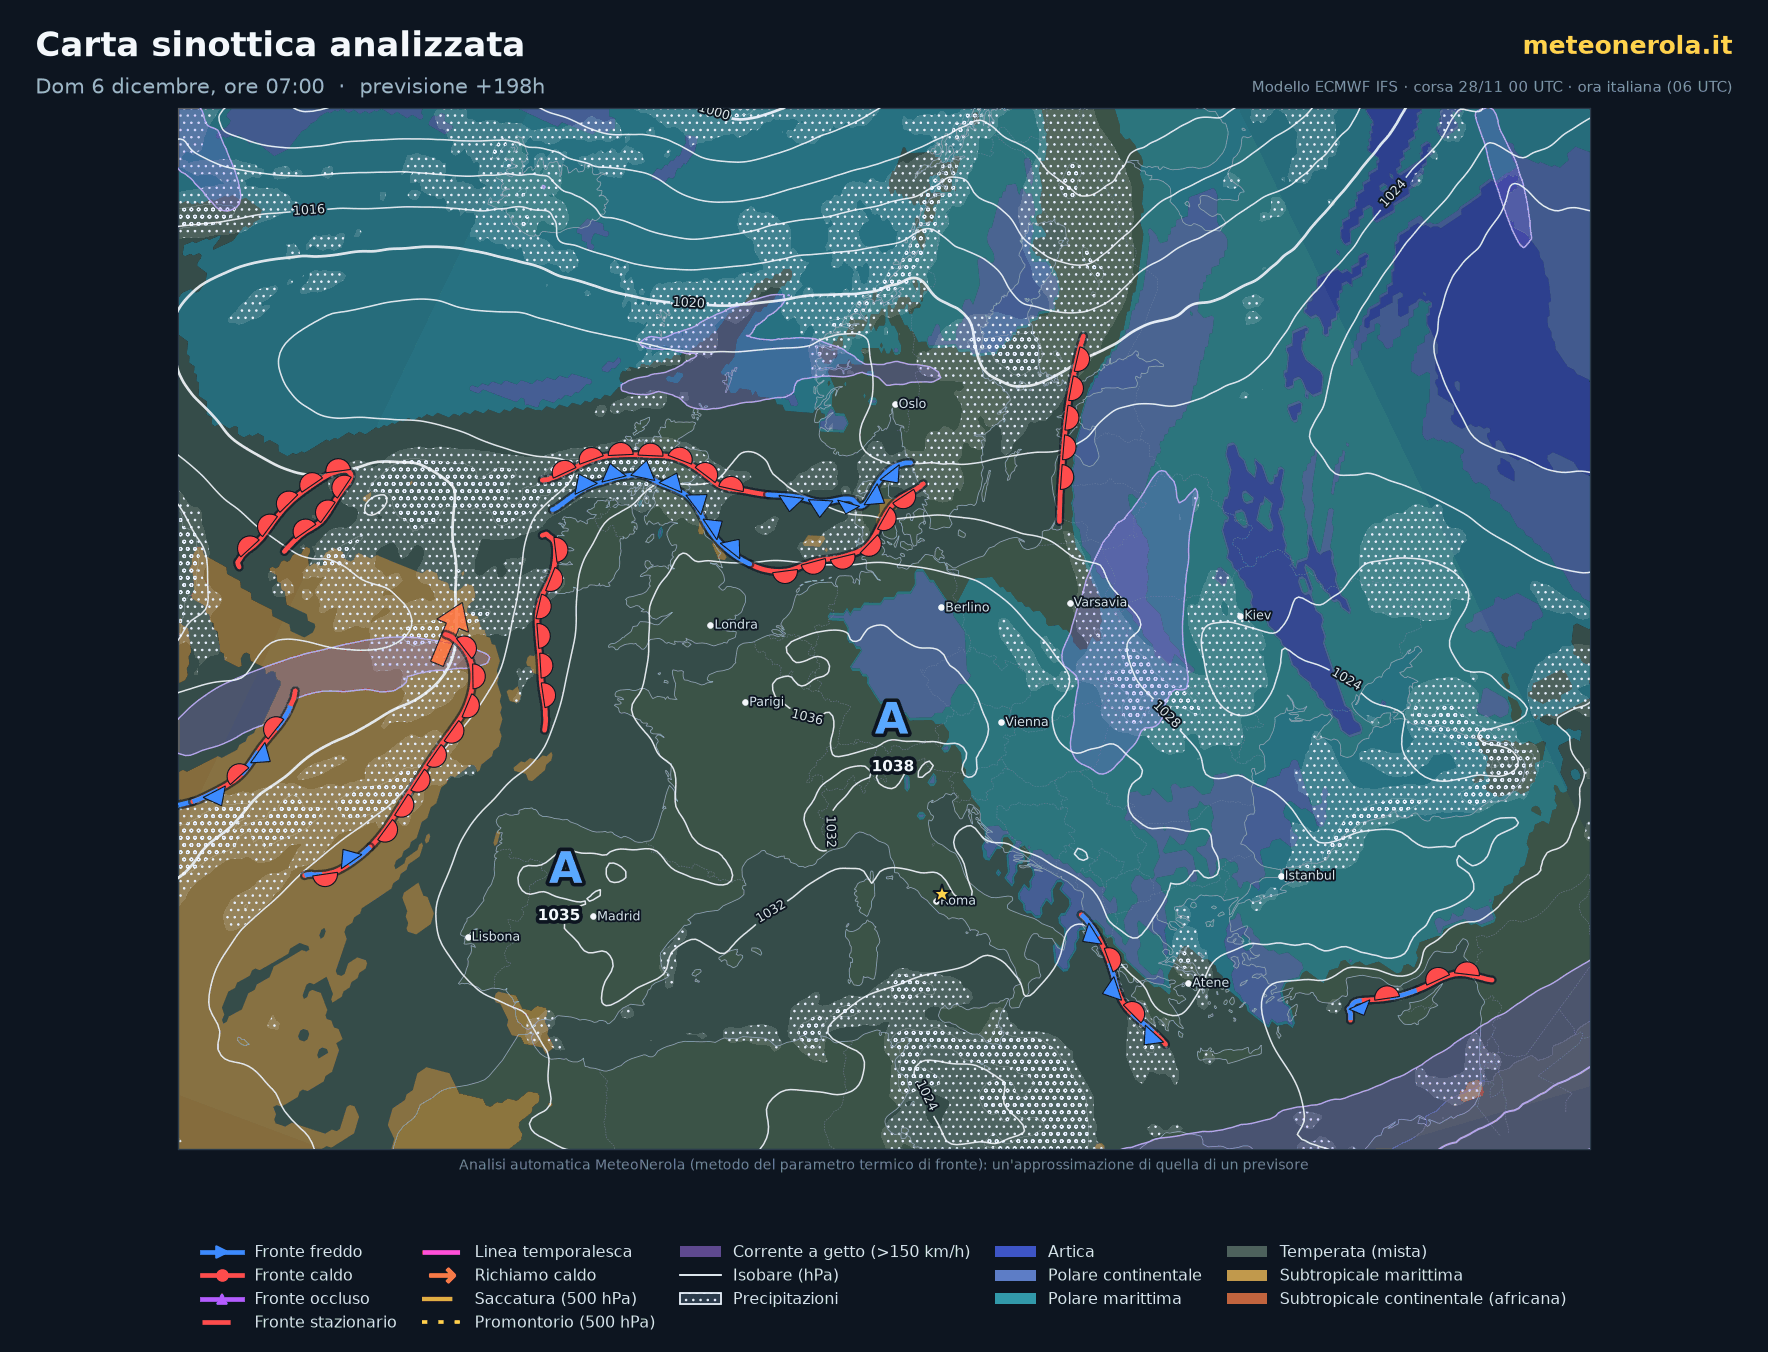 Carta sinottica analizzata
meteonerola.it
Dom 6 dicembre, ore 07:00 · previsione +198h
Modello ECMWF IFS · corsa 28/11 00 UTC · ora italiana (06 UTC)
1000
1024
1016
1020
Oslo
Berlino
Varsavia
Kiev
Londra
1024
Parigi
1036
A
Vienna
1028
1038
1032
A
Istanbul
Roma
1032
1035
Madrid
Lisbona
Atene
1024
Analisi automatica MeteoNerola (metodo del parametro termico di fronte): un'approssimazione di quella di un previsore
Fronte freddo
Fronte caldo
Fronte occluso
Fronte stazionario
Linea temporalesca
Richiamo caldo
Saccatura (500 hPa)
Promontorio (500 hPa)
Corrente a getto (>150 km/h)
Isobare (hPa)
Precipitazioni
Artica
Polare continentale
Polare marittima
Temperata (mista)
Subtropicale marittima
Subtropicale continentale (africana)